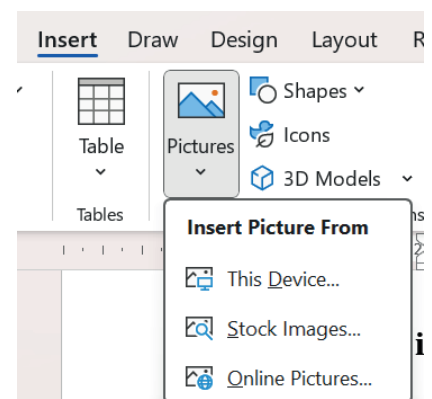 Insert Draw Design Layout R
Table
Pictures
Shapes
Icons
3D Models
Tables
Insert Picture From
This Device...
Stock Images...
Online Pictures...